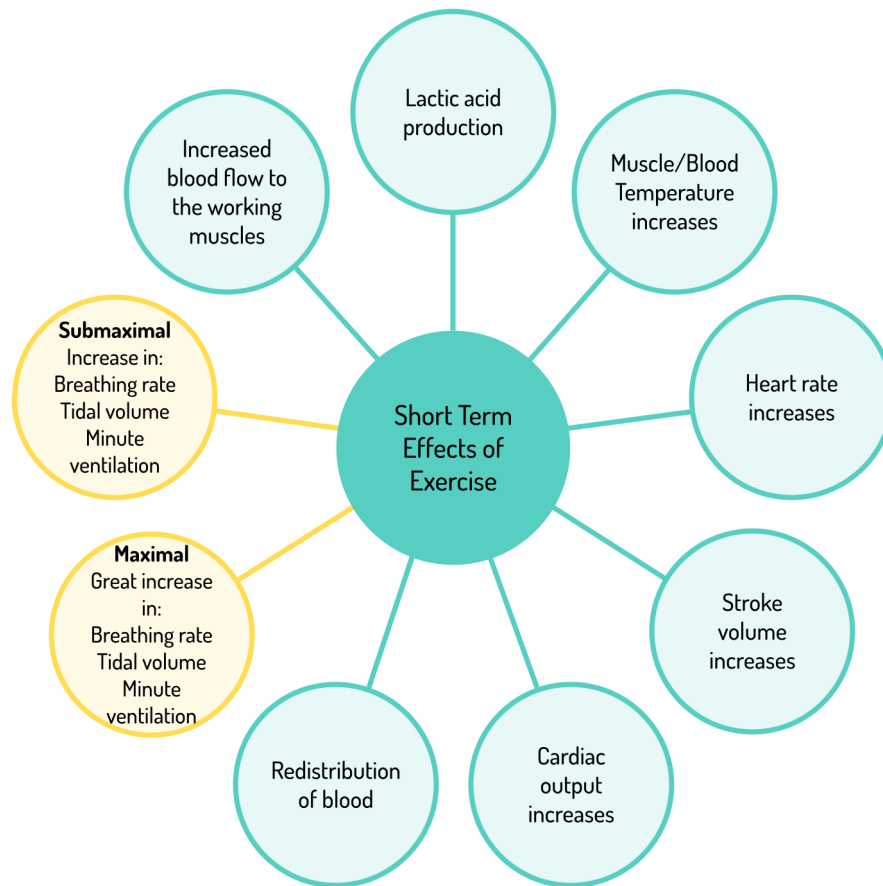 Short Term
Effects of
Exercise
Lactic acid
production
Muscle/Blood
Temperature
increases
Heart rate
increases
Stroke
volume
increases
Cardiac
output
increases
Redistribution
of blood
Maximal
Great increase
in:
Breathing rate
Tidal volume
Minute
ventilation
Submaximal
Increase in:
Breathing rate
Tidal volume
Minute
ventilation
Increased
blood flow to
the working
muscles